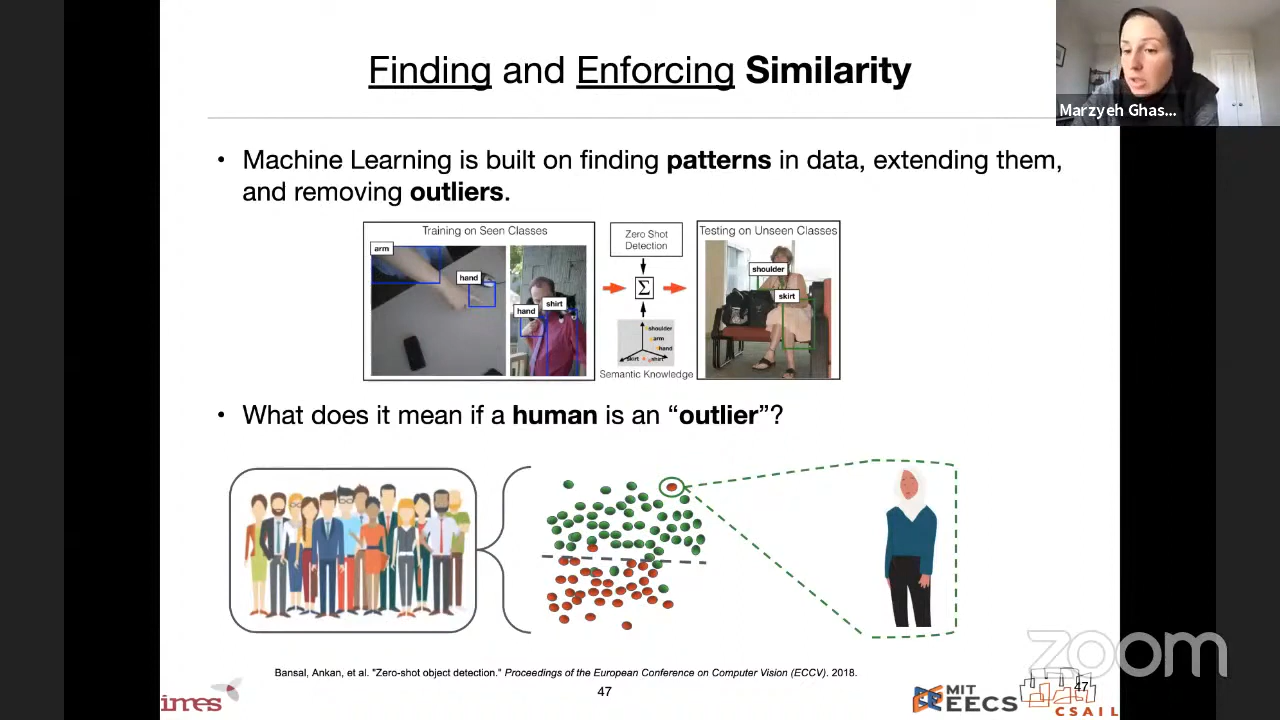 Finding and Enforcing Similarity
Marzyeh Ghas...
• Machine Learning is built on finding patterns in data, extending them,
and removing outliers.
Training on Seen Classes
arm
hand
hand
shirt
Zero Shot
Detection
Σ
shoulder
arm
hand
skirt
shirt
Semantic Knowledge
Testing on Unseen Classes
shoulder
skirt
• What does it mean if a human is an “outlier”?
zoom
Bansal, Ankan, et al. "Zero-shot object detection." Proceedings of the European Conference on Computer Vision (ECCV). 2018.
47
imes
MIT
EECS
47
CSAIL